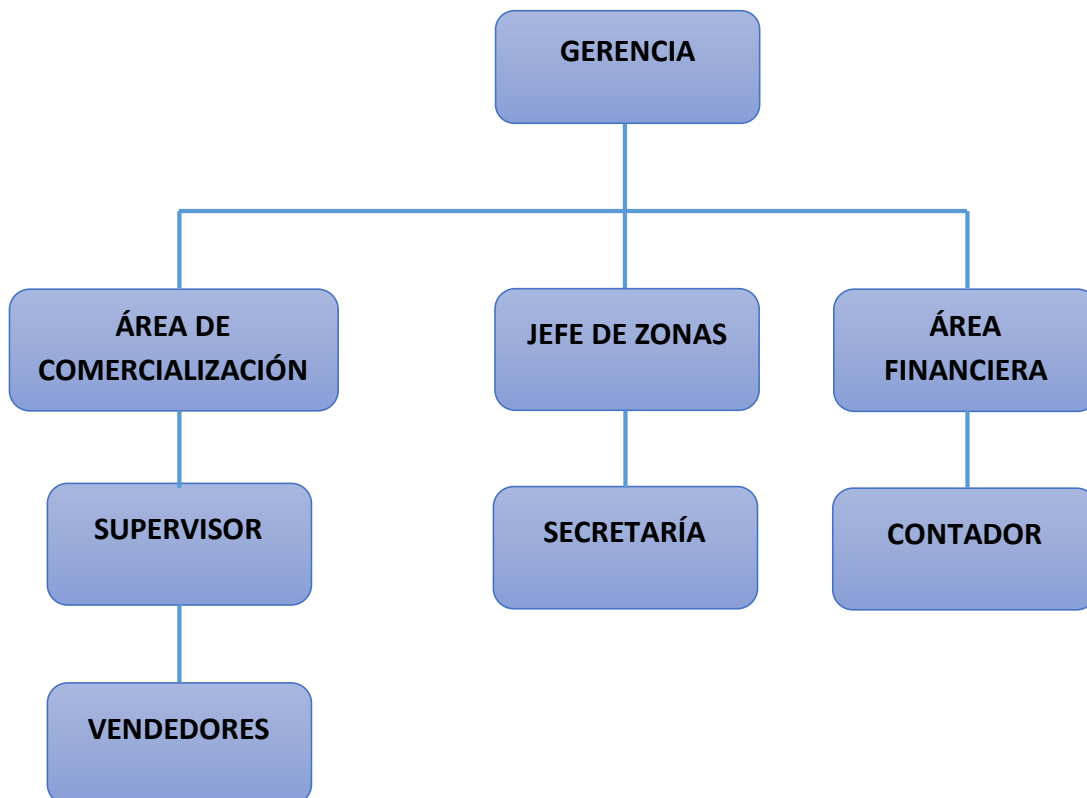 GERENCIA
ÁREA DE
COMERCIALIZACIÓN
JEFE DE ZONAS
ÁREA
FINANCIERA
SUPERVISOR
SECRETARÍA
CONTADOR
VENDEDORES